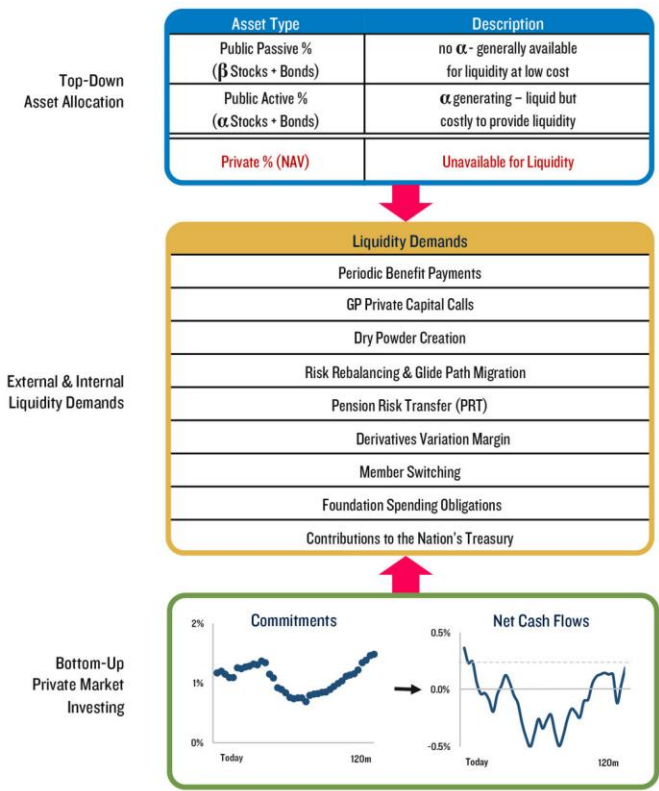 Top-Down
Asset Allocation
Asset Type
Description
Public Passive %
(β Stocks + Bonds)
no α - generally available
for liquidity at low cost
Public Active %
(α Stocks + Bonds)
α generating – liquid but
costly to provide liquidity
Private % (NAV)
Unavailable for Liquidity
External & Internal
Liquidity Demands
Liquidity Demands
Periodic Benefit Payments
GP Private Capital Calls
Dry Powder Creation
Risk Rebalancing & Glide Path Migration
Pension Risk Transfer (PRT)
Derivatives Variation Margin
Member Switching
Foundation Spending Obligations
Contributions to the Nation's Treasury
Bottom-Up
Private Market
Investing
Commitments
2%
1%
0%
Today
120m
Net Cash Flows
0.5%
0.0%
-0.5%
Today
120m